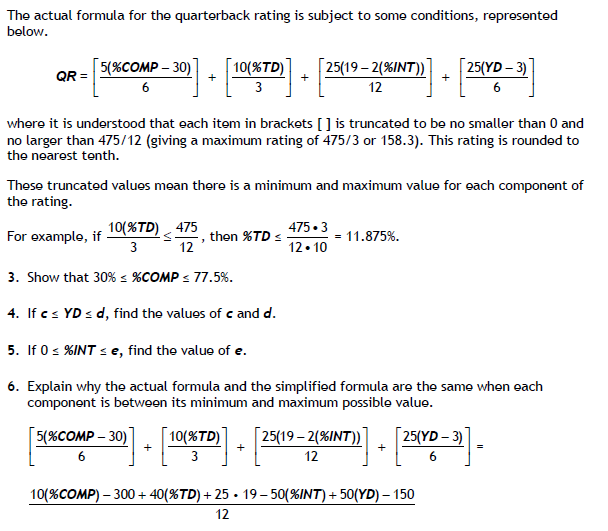 The actual formula for the quarterback rating is subject to some conditions, represented
below.
QR = [5(%COMP – 30)/6] + [10(%TD)/3] + [25(19 – 2(%INT))/12] + [25(YD – 3)/6]
where it is understood that each item in brackets [ ] is truncated to be no smaller than 0 and
no larger than 475/12 (giving a maximum rating of 475/3 or 158.3). This rating is rounded to
the nearest tenth.
These truncated values mean there is a minimum and maximum value for each component of
the rating.
For example, if 10(%TD)/3 ≤ 475/12, then %TD ≤ 475 • 3/12 • 10 = 11.875%.
3. Show that 30% ≤ %COMP ≤ 77.5%.
4. If c ≤ YD ≤ d, find the values of c and d.
5. If 0 ≤ %INT ≤ e, find the value of e.
6. Explain why the actual formula and the simplified formula are the same when each
component is between its minimum and maximum possible value.
[5(%COMP – 30)/6] + [10(%TD)/3] + [25(19 – 2(%INT))/12] + [25(YD – 3)/6] =
10(%COMP) – 300 + 40(%TD) + 25 • 19 – 50(%INT) + 50(YD) – 150
12